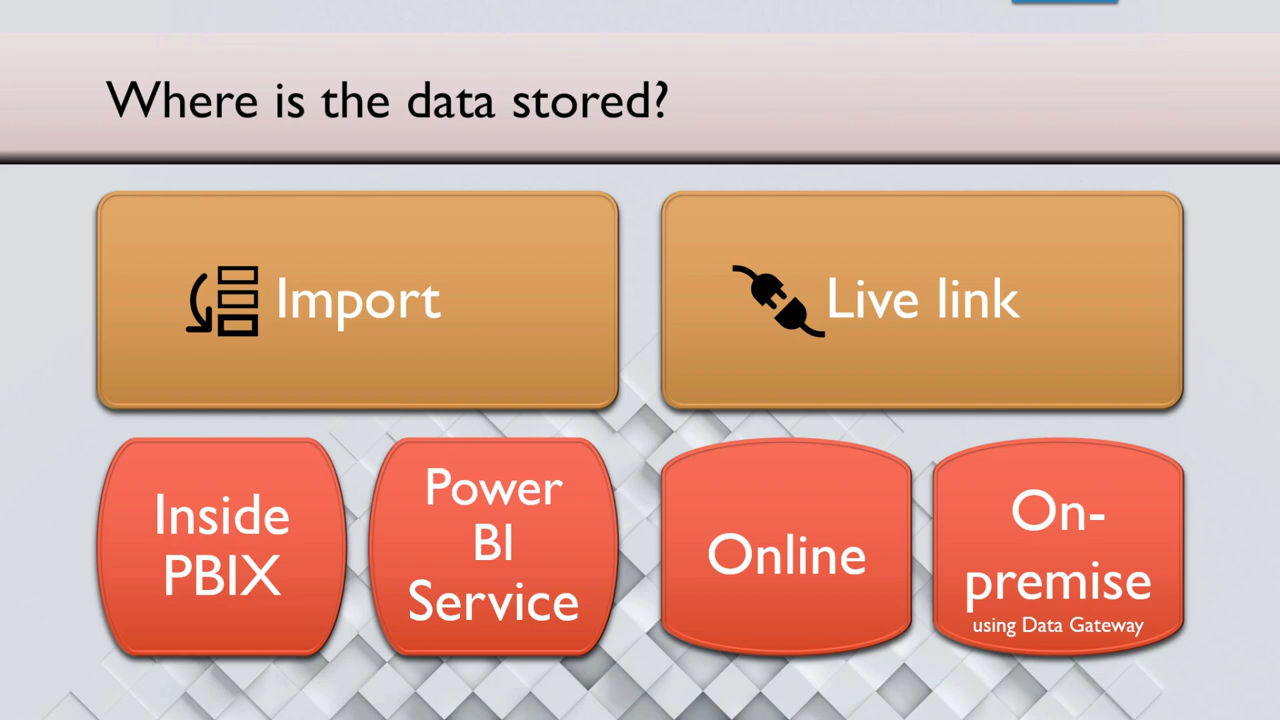 Where is the data stored?
Import
Live link
Inside
PBIX
Power
BI
Service
Online
On-
premise
using Data Gateway